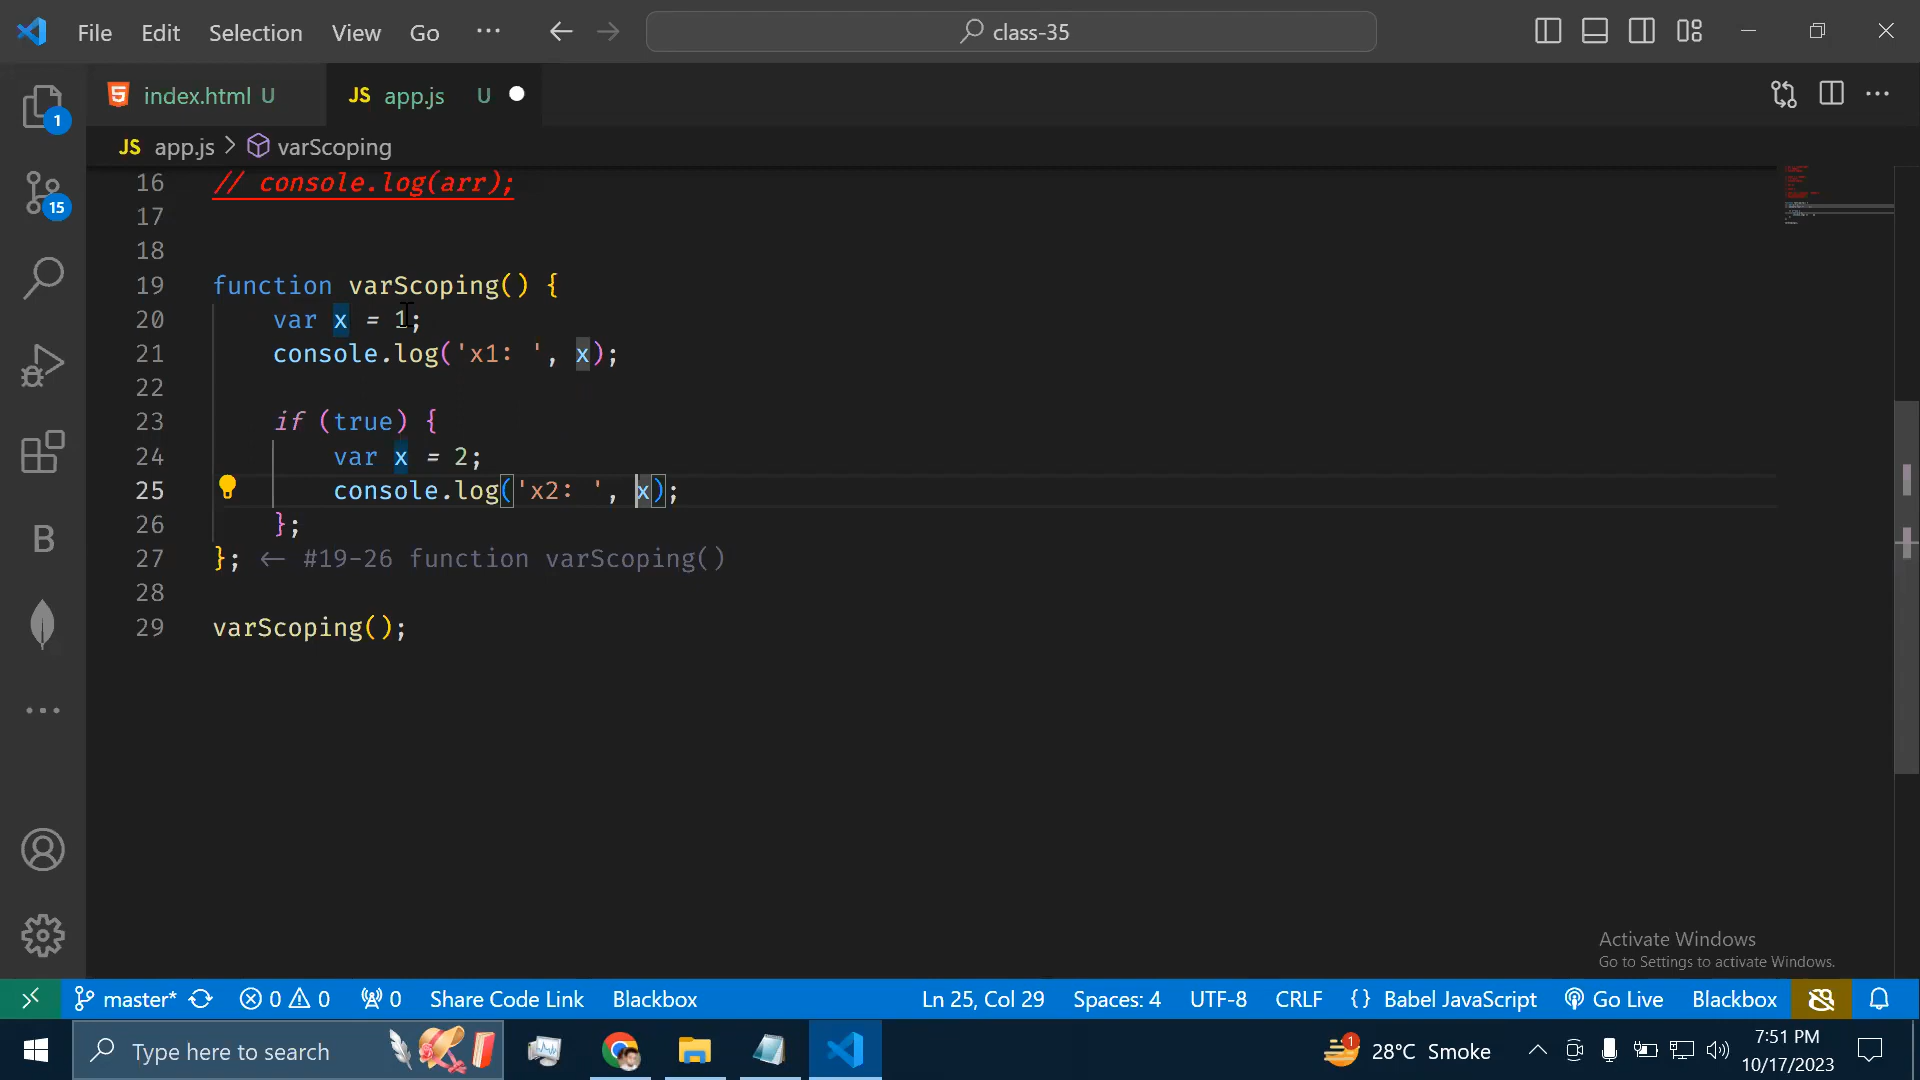 File Edit Selection View Go ··· class-35
index.html U JS app.js U
JS app.js > varScoping
1
15
B
16 // console.log(arr);
17
18
19 function varScoping() {
20 var x = 1;
21 console.log('x1: ', x);
22
23 if (true) {
24 var x = 2;
25 console.log('x2: ', x);
26 };
27 }; ← #19-26 function varScoping()
28
29 varScoping();
Activate Windows
Go to Settings to activate Windows.
master* 0 0 0 Share Code Link Blackbox Ln 25, Col 29 Spaces: 4 UTF-8 CRLF {} Babel JavaScript Go Live Blackbox
Type here to search 1 28°C Smoke 7:51 PM
10/17/2023